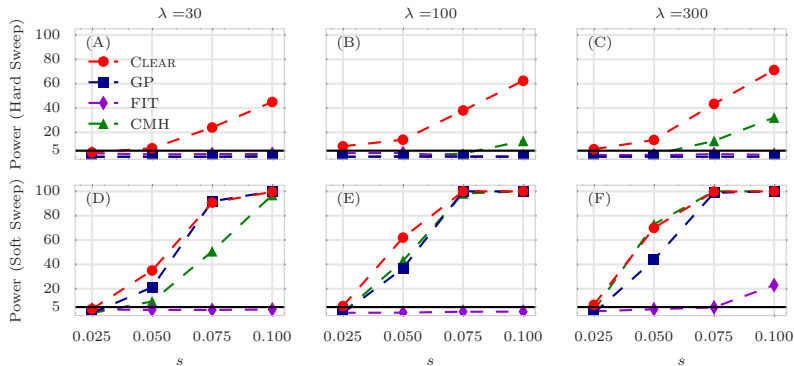 λ =30
λ =100
λ =300
Power (Hard Sweep)
100
80
60
40
20
5
(A)
CLEAR
GP
FIT
CMH
(B)
(C)
Power (Soft Sweep)
100
80
60
40
20
5
(D)
(E)
(F)
0.025 0.050 0.075 0.100
0.025 0.050 0.075 0.100
0.025 0.050 0.075 0.100
s
s
s